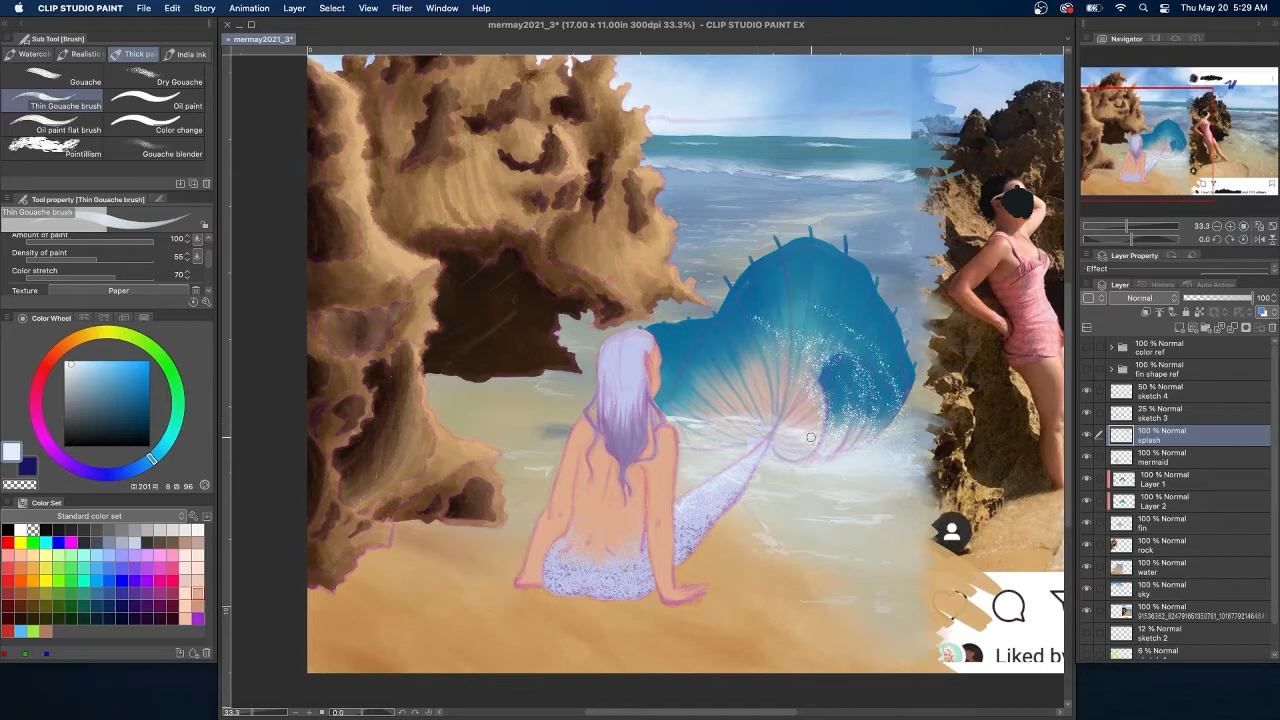 CLIP STUDIO PAINT File Edit Story Animation Layer Select View Filter Window Help
Thu May 20 5:29 AM
mermay2021_3* (17.00 x 11.00in 300dpi 33.3%) - CLIP STUDIO PAINT EX
Sub Tool [Brush]
mermay2021_3*
Navigator
Realistic Thick pa India ink
Gouache Dry Gouache
Thin Gouache brush Oil paint
Oil paint flat brush Color change
Pointillism Gouache blender
Tool property [Thin Gouache brush]
Thin Gouache brush
Amount of paint 100
Density of paint 55
Color stretch 70
Texture Paper
Color Wheel
201 8 96
Color Set
Standard color set
0
10
33.3
0.0
33.3
0.0
Layer Property
Effect
Layer History Auto Action
Normal 100
100 % Normal
color ref
100 % Normal
fin shape ref
50 % Normal
sketch 4
25 % Normal
sketch 3
100 % Normal
splash
100 % Normal
mermaid
100 % Normal
Layer 1
100 % Normal
Layer 2
100 % Normal
fin
100 % Normal
rock
100 % Normal
water
100 % Normal
sky
100 % Normal
12 % Normal
sketch 2
6 % Normal
Liked by